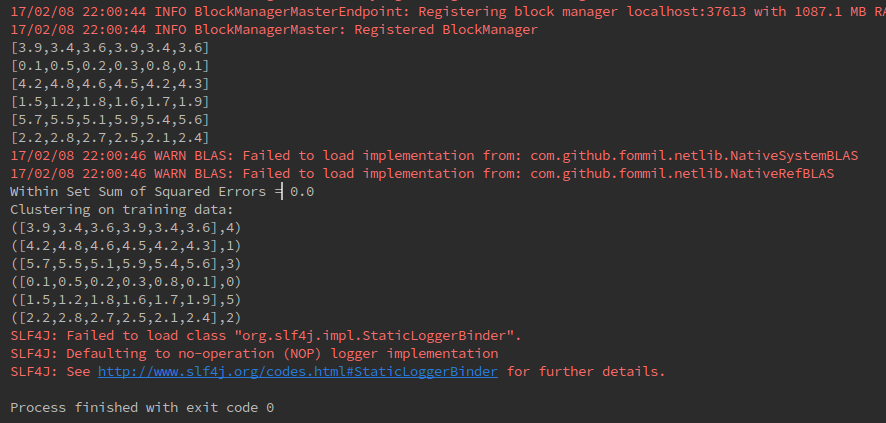 17/02/08 22:00:44 INFO BlockManagerMasterEndpoint: Registering block manager localhost:37613 with 1087.1 MB
17/02/08 22:00:44 INFO BlockManagerMaster: Registered BlockManager
[3.9,3.4,3.6,3.9,3.4,3.6]
[0.1,0.5,0.2,0.3,0.8,0.1]
[4.2,4.8,4.6,4.5,4.2,4.3]
[1.5,1.2,1.8,1.6,1.7,1.9]
[5.7,5.5,5.1,5.9,5.4,5.6]
[2.2,2.8,2.7,2.5,2.1,2.4]
17/02/08 22:00:46 WARN BLAS: Failed to load implementation from: com.github.fommil.netlib.NativeSystemBLAS
17/02/08 22:00:46 WARN BLAS: Failed to load implementation from: com.github.fommil.netlib.NativeRefBLAS
Within Set Sum of Squared Errors = 0.0
Clustering on training data:
([3.9,3.4,3.6,3.9,3.4,3.6],4)
([4.2,4.8,4.6,4.5,4.2,4.3],1)
([5.7,5.5,5.1,5.9,5.4,5.6],3)
([0.1,0.5,0.2,0.3,0.8,0.1],0)
([1.5,1.2,1.8,1.6,1.7,1.9],5)
([2.2,2.8,2.7,2.5,2.1,2.4],2)
SLF4J: Failed to load class "org.slf4j.impl.StaticLoggerBinder".
SLF4J: Defaulting to no-operation (NOP) logger implementation
SLF4J: See http://www.slf4j.org/codes.html#StaticLoggerBinder for further details.
Process finished with exit code 0